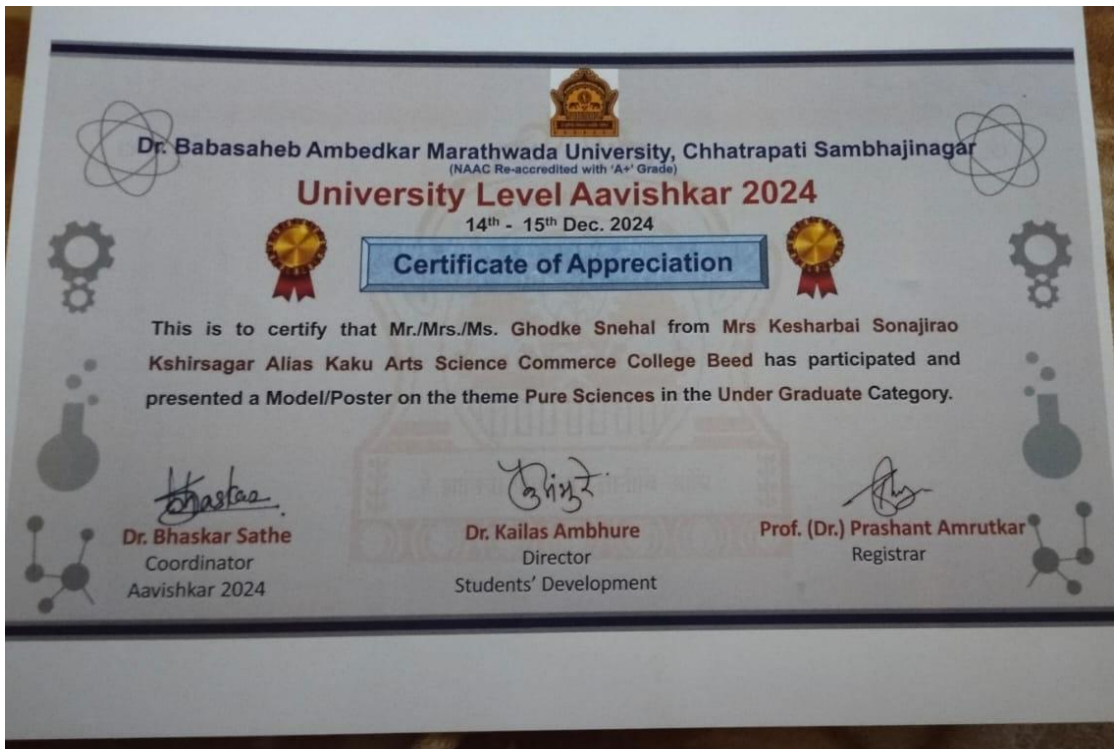 Dr. Babasaheb Ambedkar Marathwada University, Chhatrapati Sambhajinagar
(NAAC Re-accredited with 'A+' Grade)
University Level Aavishkar 2024
14th - 15th Dec. 2024
Certificate of Appreciation
This is to certify that Mr./Mrs./Ms. Ghodke Snehal from Mrs Kesharbai Sonajirao
Kshirsagar Alias Kaku Arts Science Commerce College Beed has participated and
presented a Model/Poster on the theme Pure Sciences in the Under Graduate Category.
Bhaskar
Dr. Bhaskar Sathe
Coordinator
Aavishkar 2024
Dr. Kailas Ambhure
Director
Students' Development
Prof. (Dr.) Prashant Amrutkar
Registrar